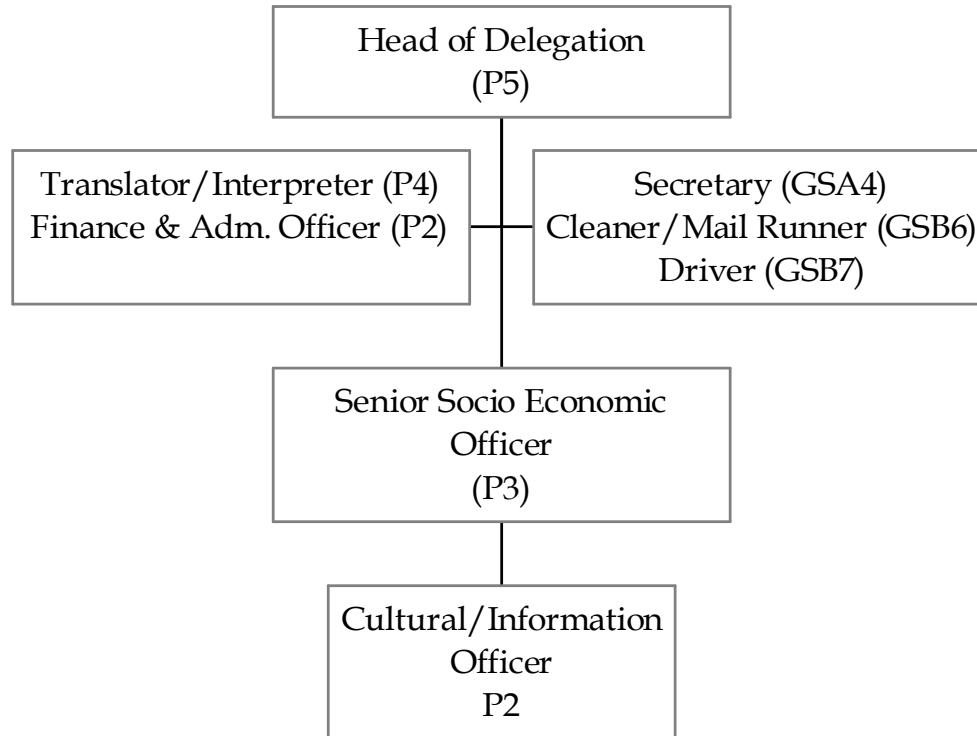 Head of Delegation
(P5)
Translator/Interpreter (P4)
Finance & Adm. Officer (P2)
Secretary (GSA4)
Cleaner/Mail Runner (GSB6)
Driver (GSB7)
Senior Socio Economic
Officer
(P3)
Cultural/Information
Officer
P2